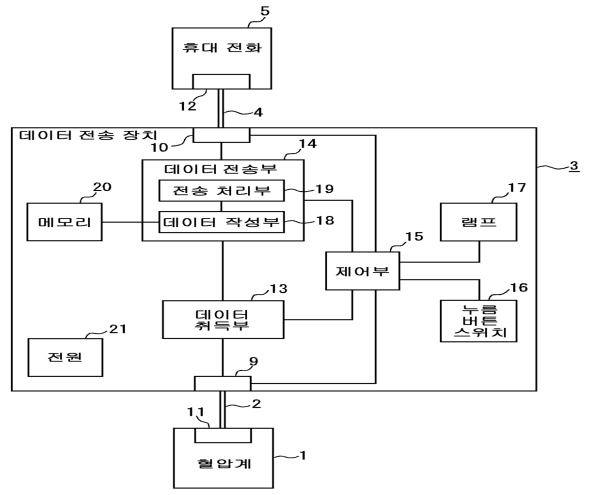 5
휴대 전화
12
4
데이터 전송 장치
10
14
3
데이터 전송부
전송 처리부
19
20
메모리
데이터 작성부
18
17
램프
15
제어부
13
데이터
취득부
16
누름
버튼
스위치
21
전원
9
2
11
혈압계
1